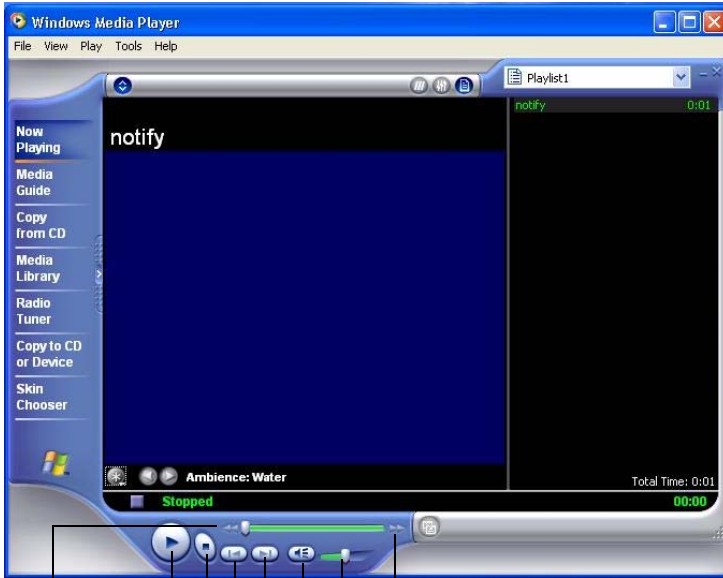 Windows Media Player
File View Play Tools Help
Playlist1
notify 0:01
notify
Now
Playing
Media
Guide
Copy
from CD
Media
Library
Radio
Tuner
Copy to CD
or Device
Skin
Chooser
Ambience: Water
Total Time: 0:01
Stopped 00:00